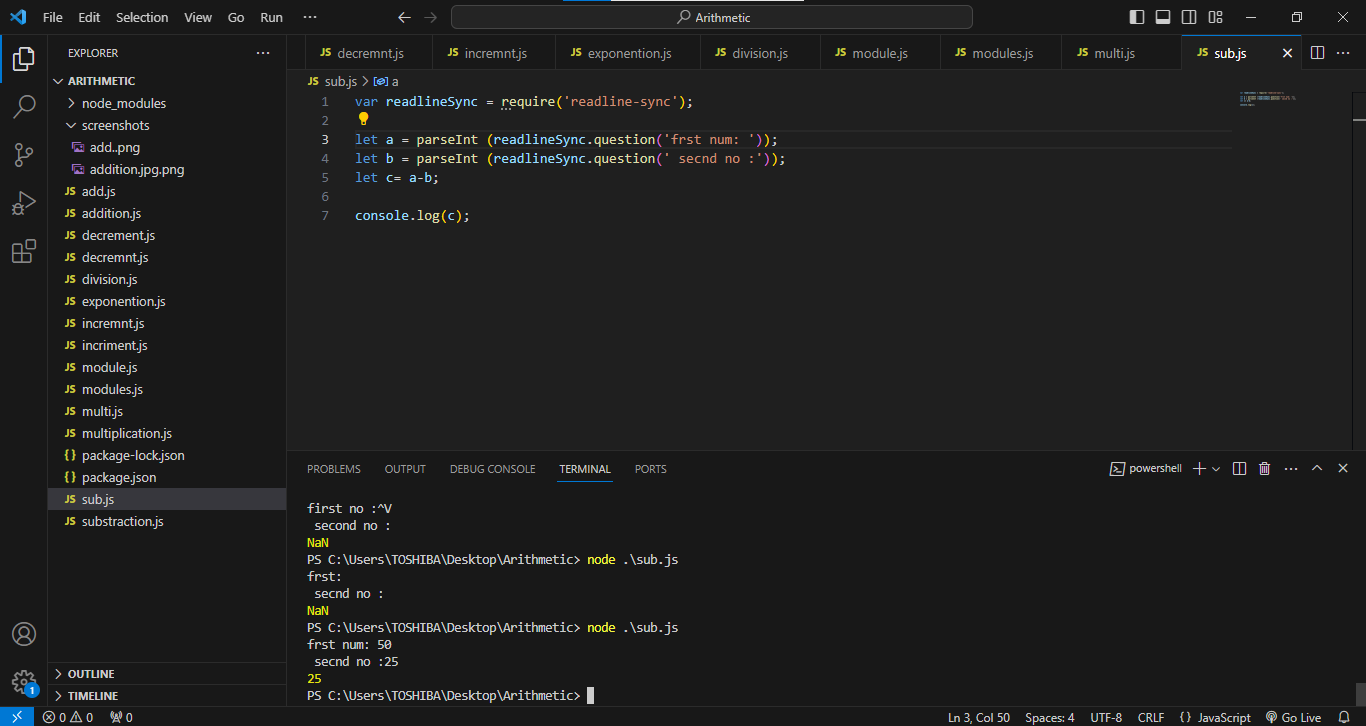 File Edit Selection View Go Run ··· Arithmetic
EXPLORER ···
ARITHMETIC
node_modules
screenshots
add..png
addition.jpg.png
JS add.js
JS addition.js
JS decrement.js
JS decremnt.js
JS division.js
JS exponention.js
JS incremnt.js
JS incriment.js
JS module.js
JS modules.js
JS multi.js
JS multiplication.js
{} package-lock.json
{} package.json
JS sub.js
JS substraction.js
OUTLINE
TIMELINE
JS decremnt.js JS incremnt.js JS exponention.js JS division.js JS module.js JS modules.js JS multi.js JS sub.js
JS sub.js > a
1 var readlineSync = require('readline-sync');
2
3 let a = parseInt (readlineSync.question('frst num: '));
4 let b = parseInt (readlineSync.question(' secnd no :'));
5 let c= a-b;
6
7 console.log(c);
PROBLEMS OUTPUT DEBUG CONSOLE TERMINAL PORTS powershell
first no :^V
second no :
NaN
PS C:\Users\TOSHIBA\Desktop\Arithmetic> node .\sub.js
frst:
secnd no :
NaN
PS C:\Users\TOSHIBA\Desktop\Arithmetic> node .\sub.js
frst num: 50
secnd no :25
25
PS C:\Users\TOSHIBA\Desktop\Arithmetic>
1
0 0 0 Ln 3, Col 50 Spaces: 4 UTF-8 CRLF {} JavaScript Go Live